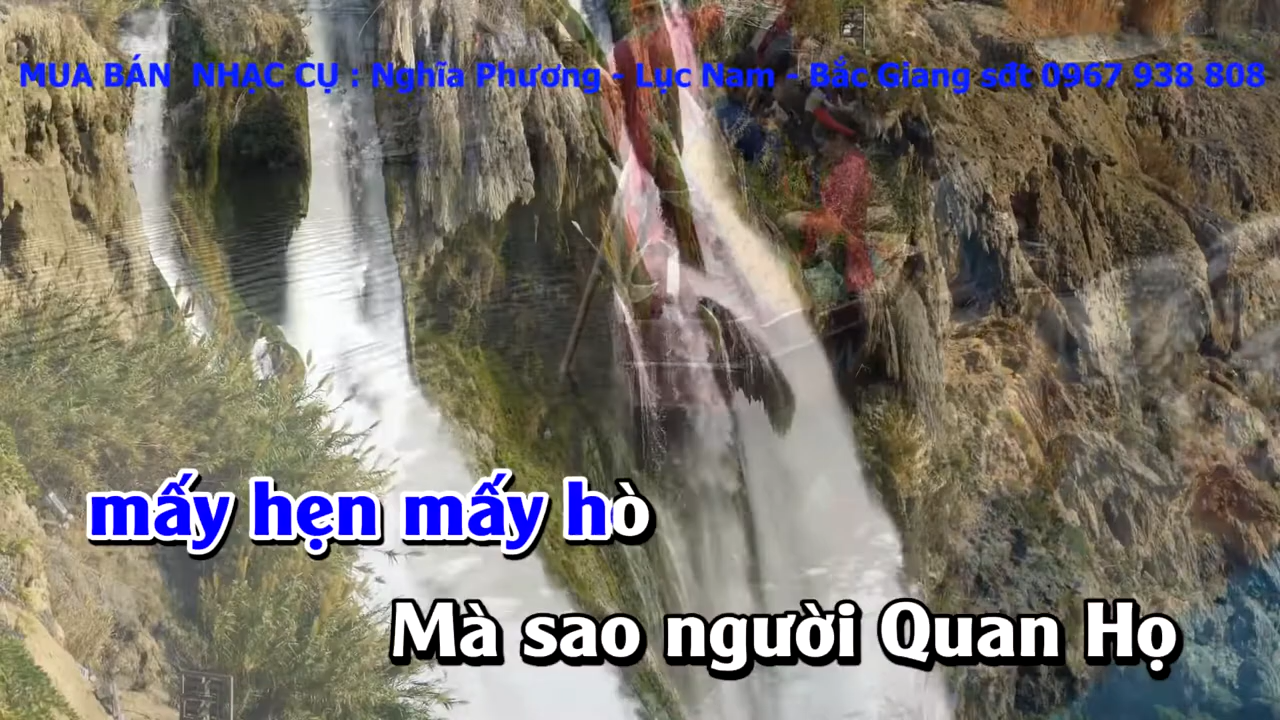 MUA BÁN NHẠC CỤ : Nghĩa Phương - Lục Nam - Bắc Giang sđt 0967 938 808
mấy hẹn mấy hò
Mà sao người Quan Họ